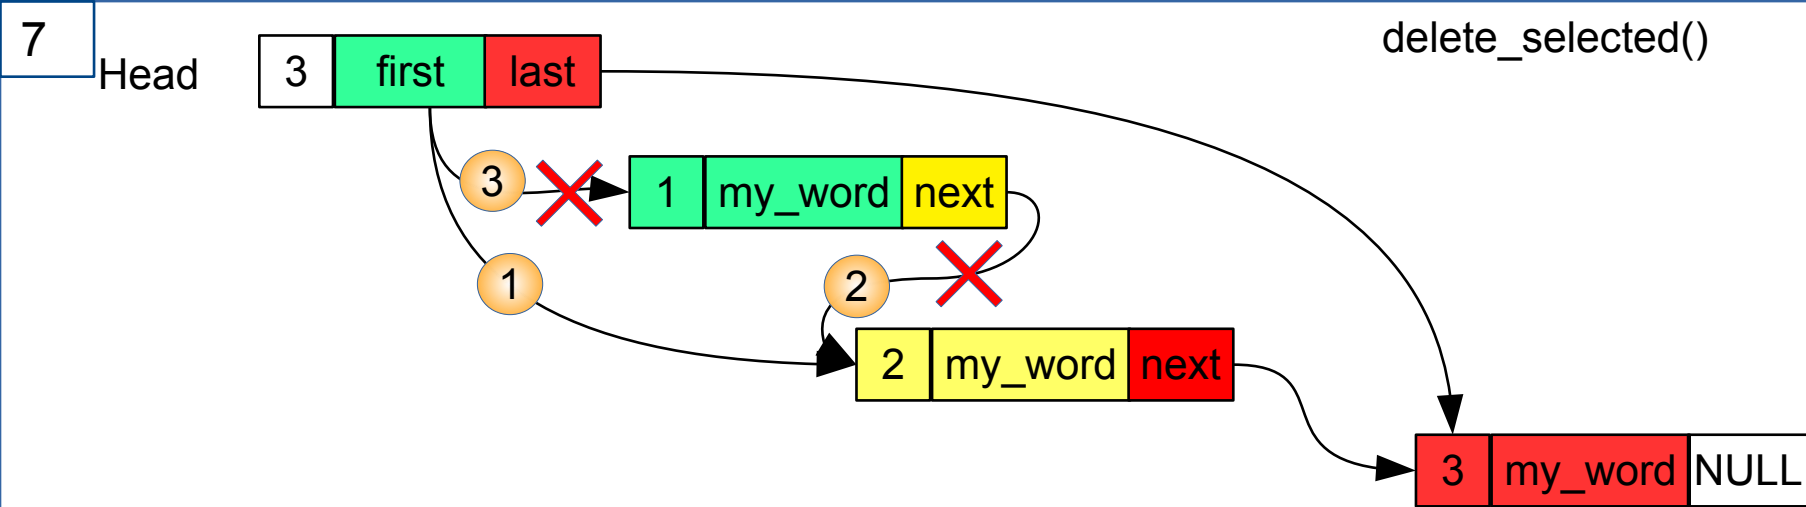 7
delete_selected()
Head
3 first last
3
1 my_word next
1
2
2 my_word next
3 my_word NULL